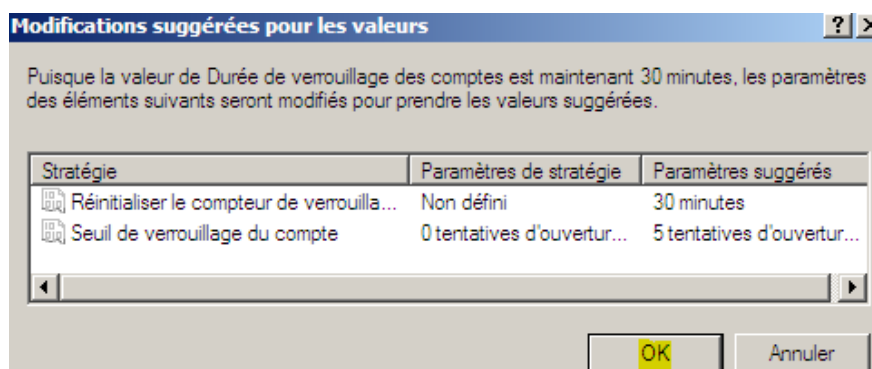 Modifications suggérées pour les valeurs
Puisque la valeur de Durée de verrouillage des comptes est maintenant 30 minutes, les paramètres
des éléments suivants seront modifiés pour prendre les valeurs suggérées.
Stratégie Paramètres de stratégie Paramètres suggérés
Réinitialiser le compteur de verrouilla... Non défini 30 minutes
Seuil de verrouillage du compte 0 tentatives d'ouvertur... 5 tentatives d'ouvertur...
OK Annuler